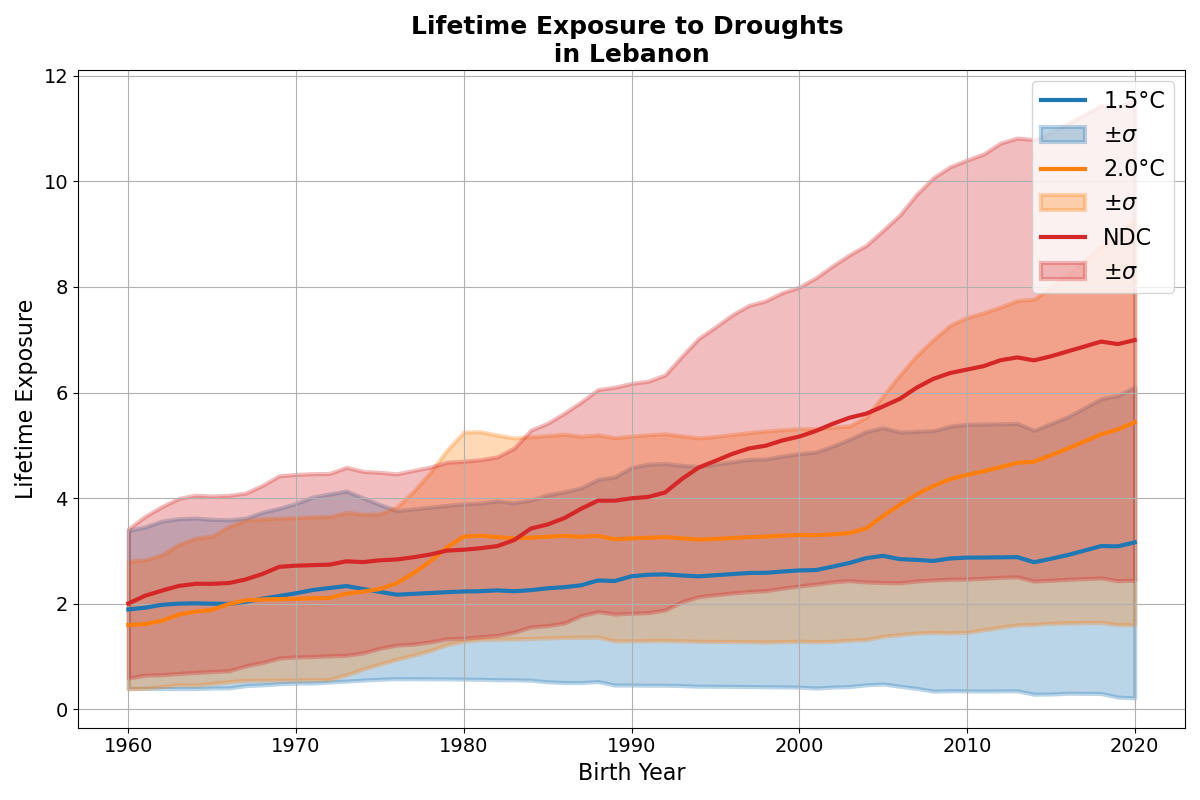 Lifetime Exposure to Droughts
in Lebanon
Lifetime Exposure
12
10
8
6
4
2
0
1.5°C
±σ
2.0°C
±σ
NDC
±σ
1960
1970
1980
1990
2000
2010
2020
Birth Year